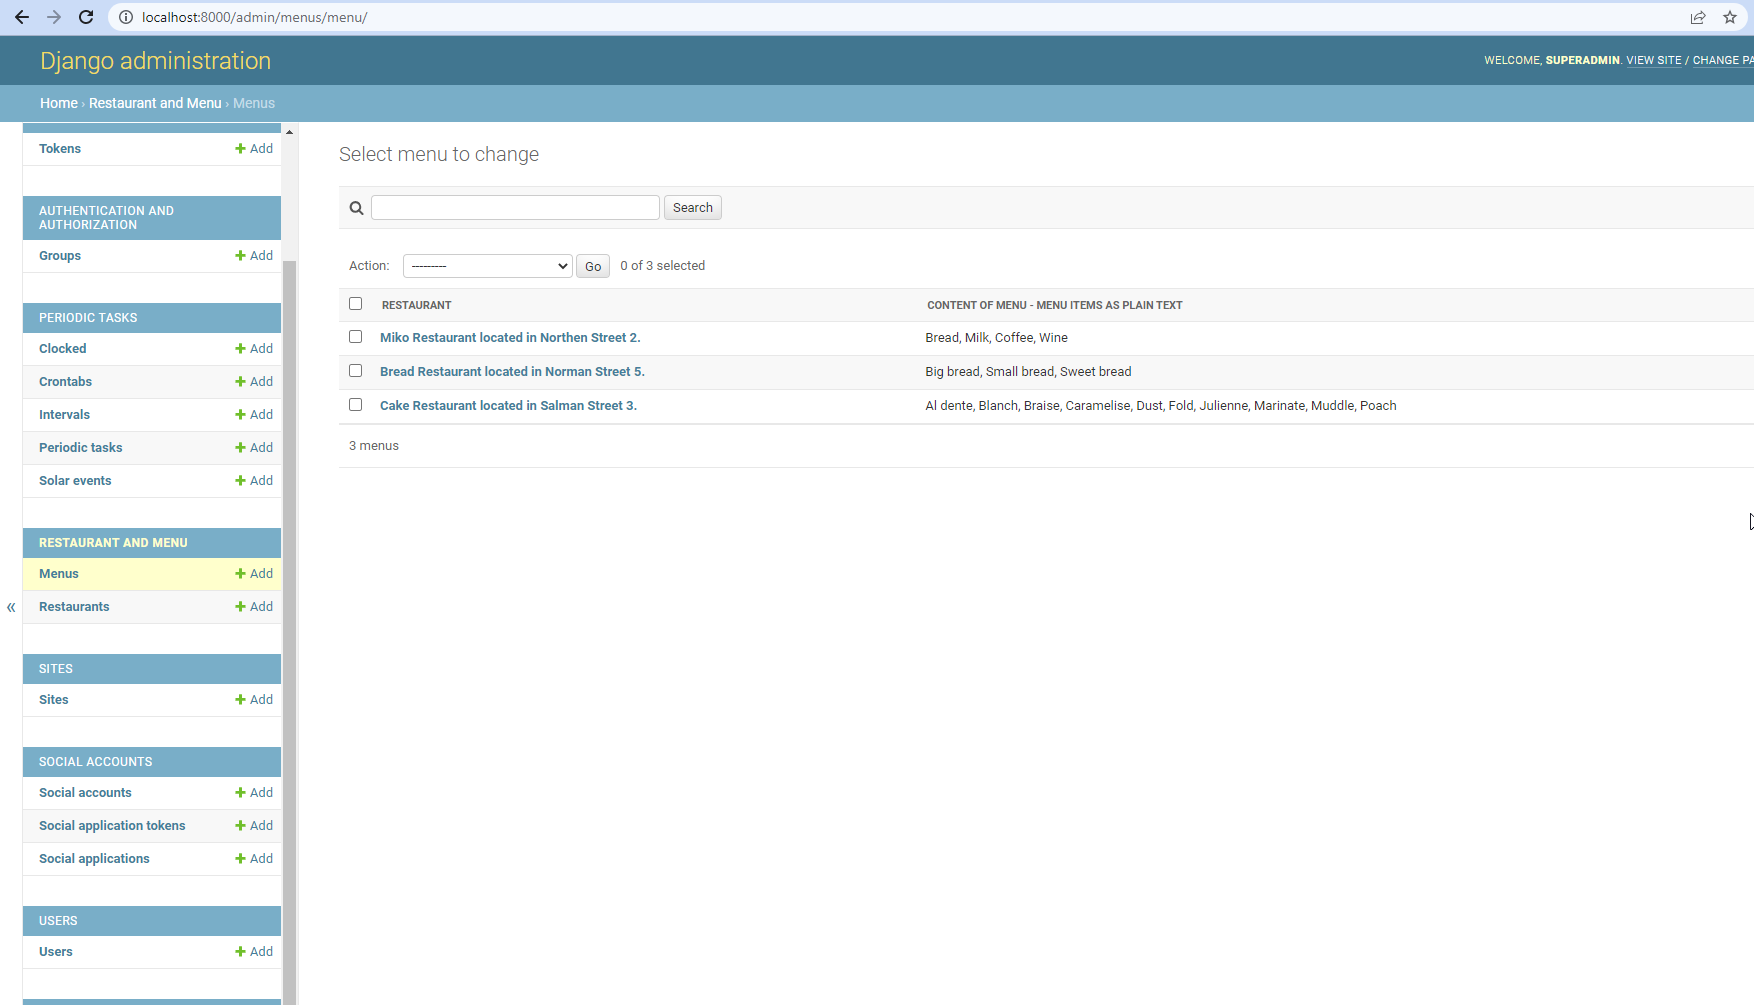 localhost:8000/admin/menus/menu/
Django administration
WELCOME, SUPERADMIN. VIEW SITE / CHANGE PA
Home › Restaurant and Menu › Menus
Tokens + Add
AUTHENTICATION AND
AUTHORIZATION
Groups + Add
PERIODIC TASKS
Clocked + Add
Crontabs + Add
Intervals + Add
Periodic tasks + Add
Solar events + Add
RESTAURANT AND MENU
Menus + Add
Restaurants + Add
«
SITES
Sites + Add
SOCIAL ACCOUNTS
Social accounts + Add
Social application tokens + Add
Social applications + Add
USERS
Users + Add
Select menu to change
Search
Action: --------- Go 0 of 3 selected
RESTAURANT CONTENT OF MENU - MENU ITEMS AS PLAIN TEXT
Miko Restaurant located in Northen Street 2. Bread, Milk, Coffee, Wine
Bread Restaurant located in Norman Street 5. Big bread, Small bread, Sweet bread
Cake Restaurant located in Salman Street 3. Al dente, Blanch, Braise, Caramelise, Dust, Fold, Julienne, Marinate, Muddle, Poach
3 menus